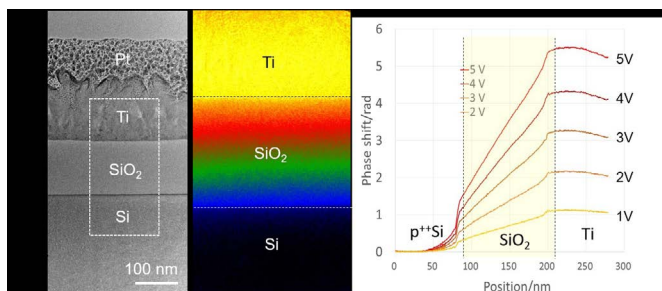 Pt
Ti
SiO₂
Si
100 nm
Ti
SiO₂
Si
Phase shift/rad
6
5
4
3
2
1
0
5 V
4 V
3 V
2 V
5V
4V
3V
2V
1V
p⁺⁺Si
SiO₂
Ti
0
50
100
150
200
250
300
Position/nm